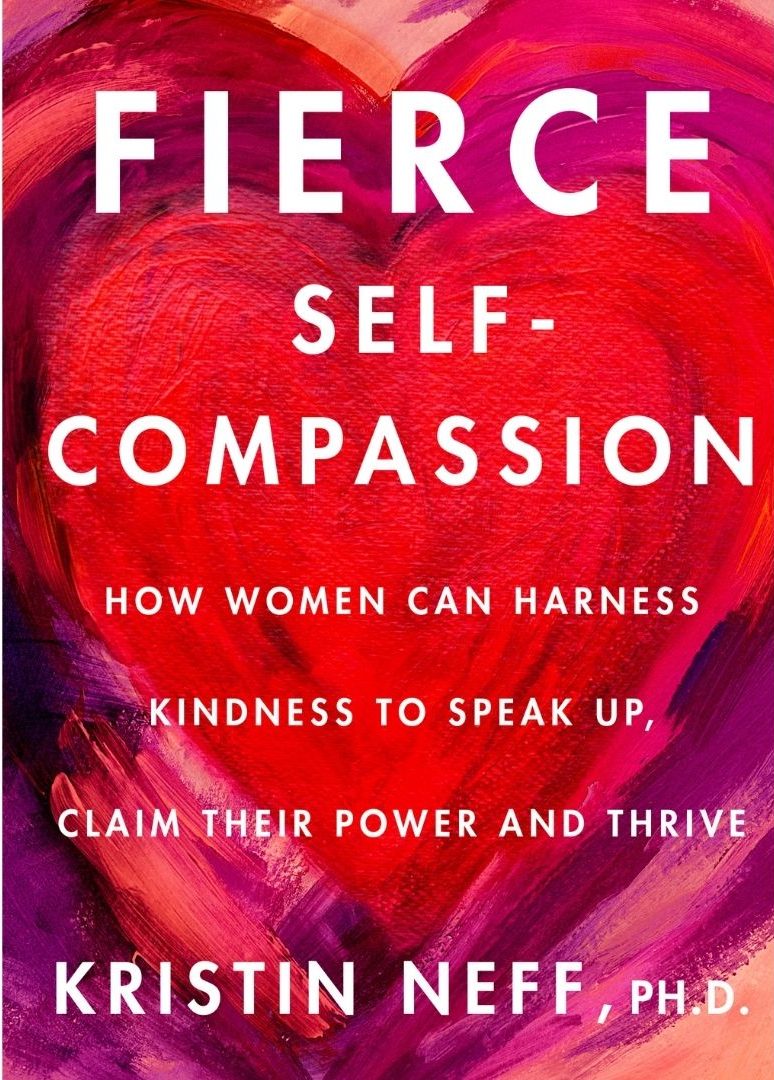 FIERCE
SELF-
COMPASSION
HOW WOMEN CAN HARNESS
KINDNESS TO SPEAK UP,
CLAIM THEIR POWER AND THRIVE
KRISTIN NEFF, PH.D.